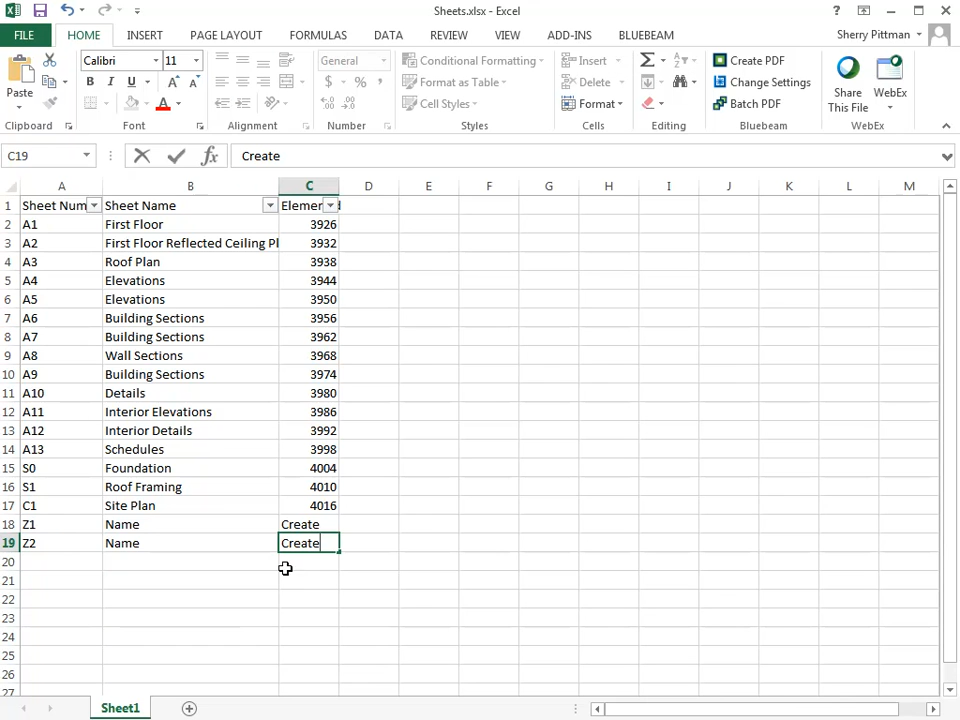 Sheets.xlsx - Excel
?
FILE HOME INSERT PAGE LAYOUT FORMULAS DATA REVIEW VIEW ADD-INS BLUEBEAM Sherry Pittman
Paste
Calibri 11
B I U A A
A
General
$ % ,
Conditional Formatting
Format as Table
Cell Styles
Insert
Delete
Format
Create PDF
Change Settings
Batch PDF
Share This File
WebEx
Clipboard Font Alignment Number Styles Cells Editing Bluebeam WebEx
C19 fx Create
A B C D E F G H I J K L M
1 Sheet Num Sheet Name Elemen d
2 A1 First Floor 3926
3 A2 First Floor Reflected Ceiling Pl 3932
4 A3 Roof Plan 3938
5 A4 Elevations 3944
6 A5 Elevations 3950
7 A6 Building Sections 3956
8 A7 Building Sections 3962
9 A8 Wall Sections 3968
10 A9 Building Sections 3974
11 A10 Details 3980
12 A11 Interior Elevations 3986
13 A12 Interior Details 3992
14 A13 Schedules 3998
15 S0 Foundation 4004
16 S1 Roof Framing 4010
17 C1 Site Plan 4016
18 Z1 Name Create
19 Z2 Name Create
20
21
22
23
24
25
26
27
Sheet1